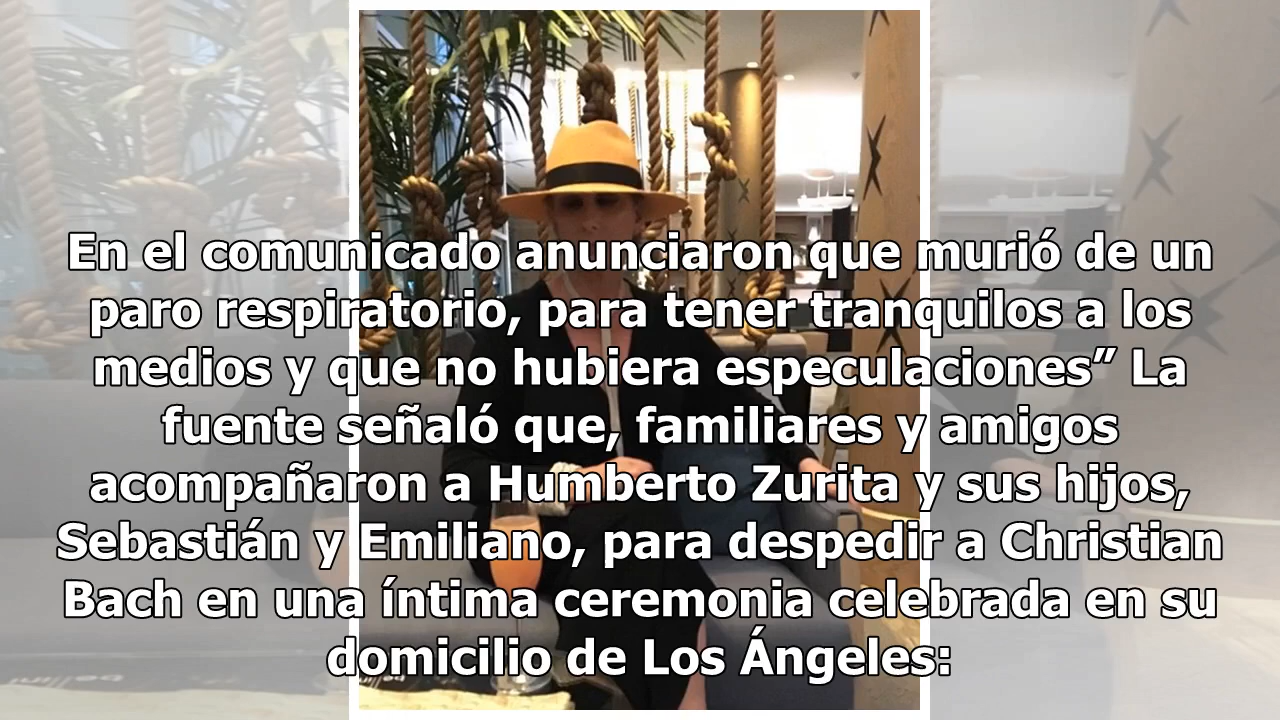 En el comunicado anunciaron que murió de un
paro respiratorio, para tener tranquilos a los
medios y que no hubiera especulaciones” La
fuente señaló que, familiares y amigos
acompañaron a Humberto Zurita y sus hijos,
Sebastián y Emiliano, para despedir a Christian
Bach en una íntima ceremonia celebrada en su
domicilio de Los Ángeles: